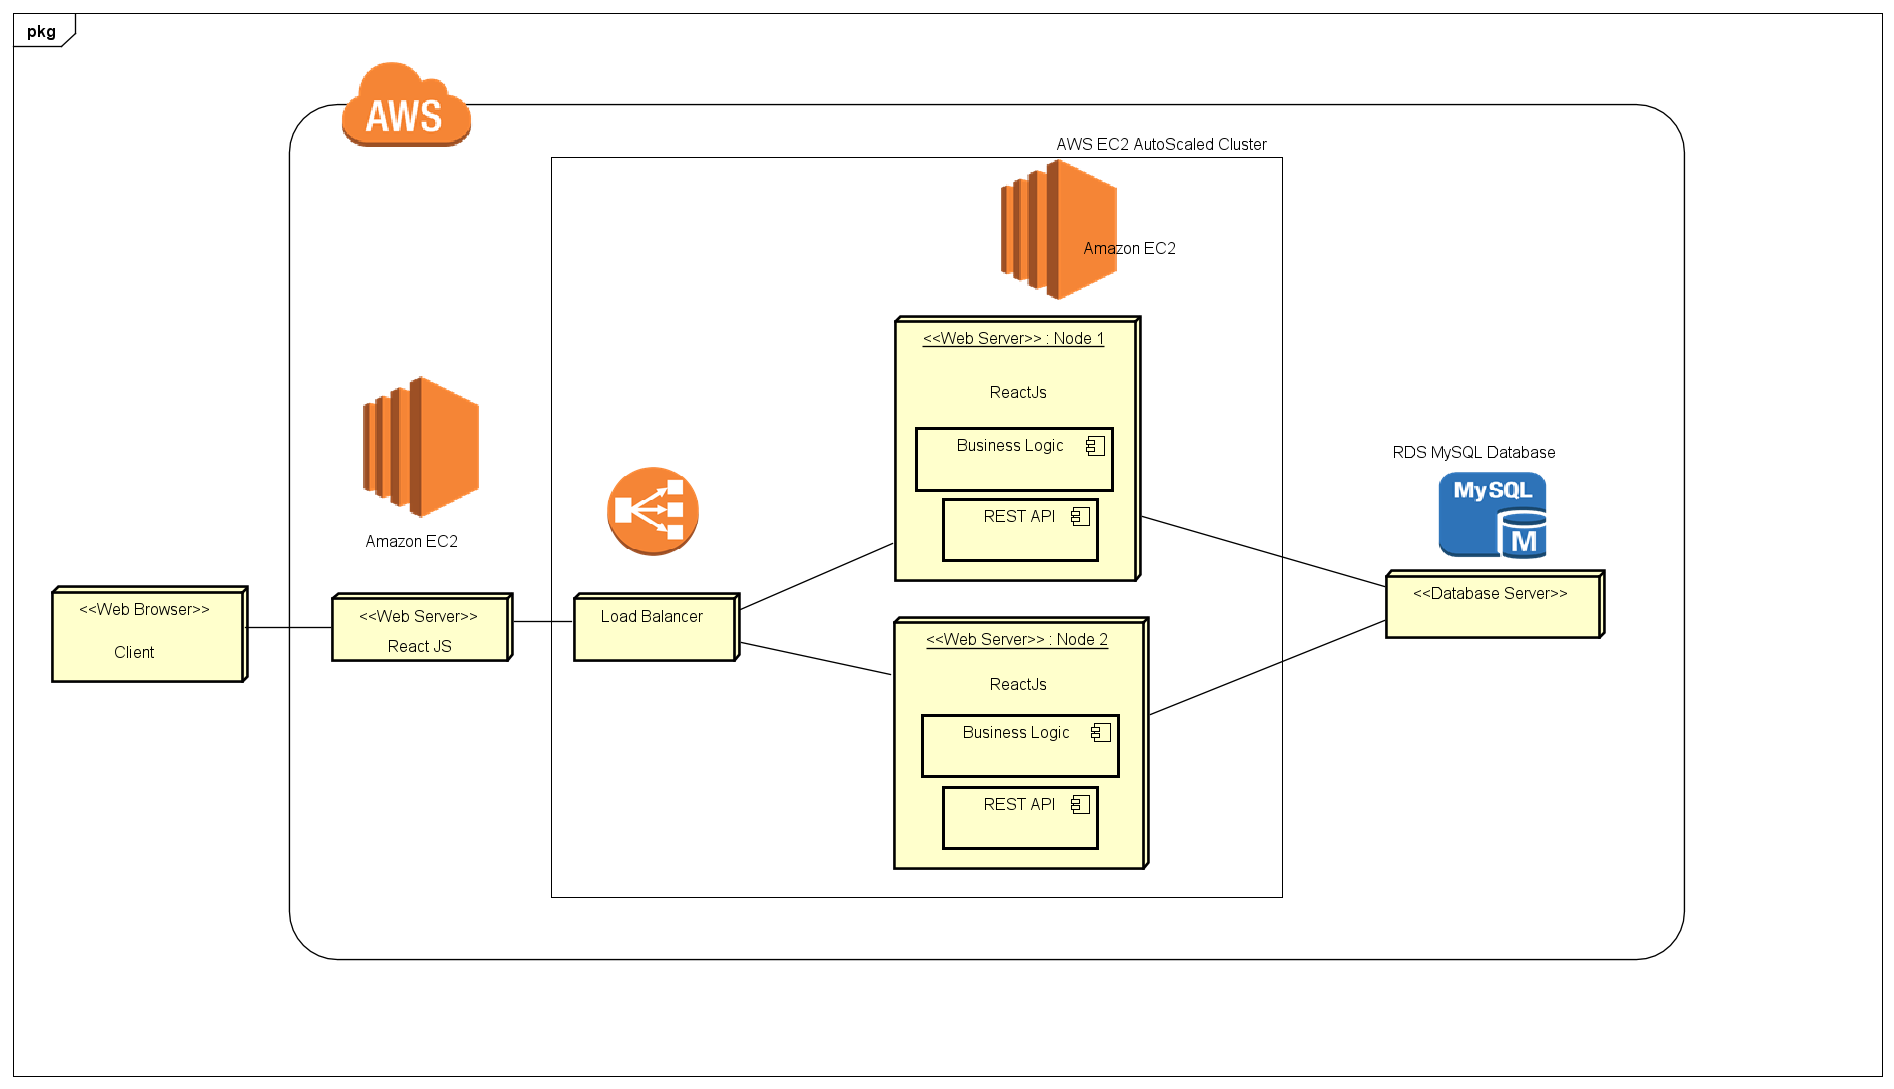 pkg
AWS
AWS EC2 AutoScaled Cluster
Amazon EC2
<<Web Server>> : Node 1
ReactJs
Business Logic
REST API
Amazon EC2
RDS MySQL Database
MySQL
M
<<Web Browser>>
Client
<<Web Server>>
React JS
Load Balancer
<<Database Server>>
<<Web Server>> : Node 2
ReactJs
Business Logic
REST API